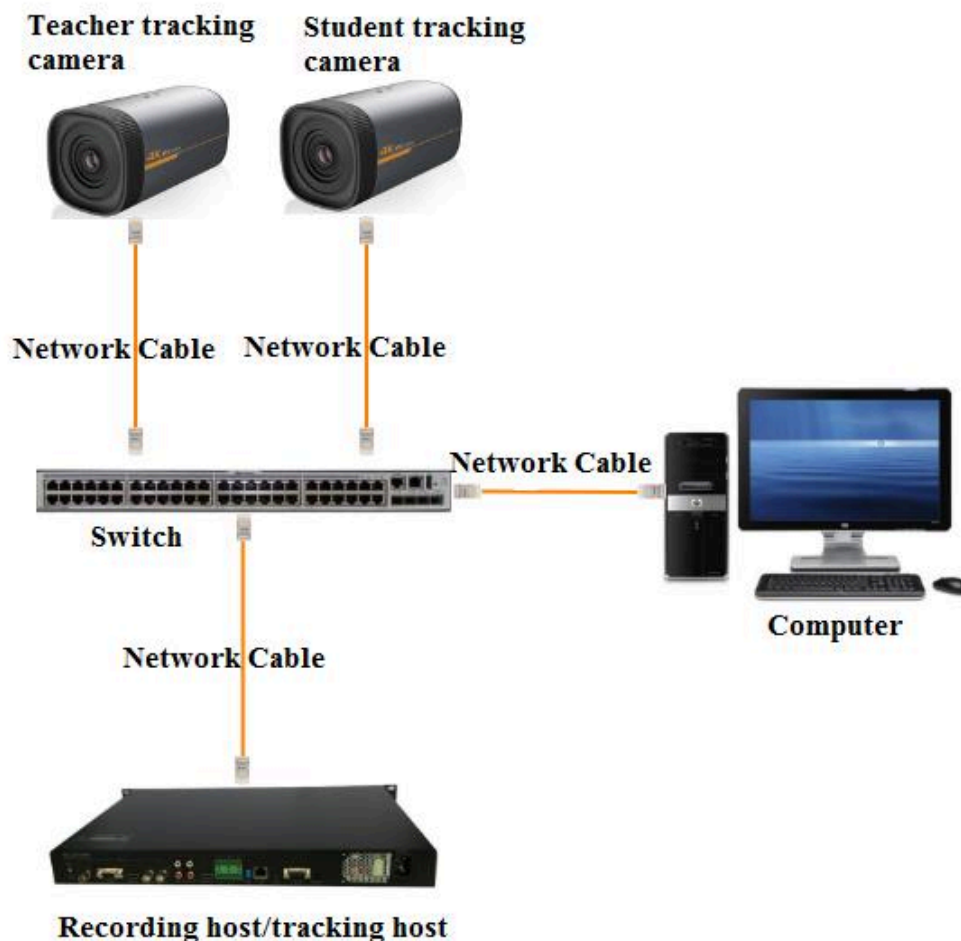 Teacher tracking
camera
Student tracking
camera
Network Cable
Network Cable
Network Cable
Switch
Computer
Network Cable
Recording host/tracking host